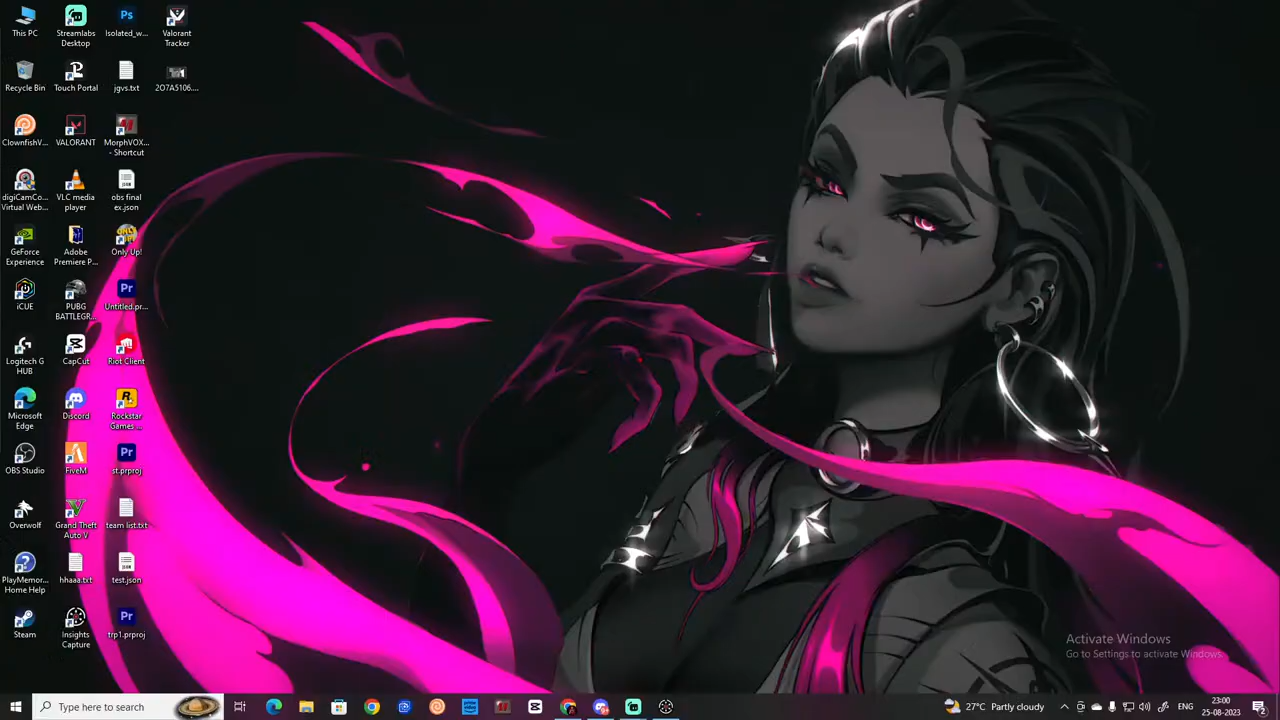 This PC
Streamlabs
Desktop
Isolated_w...
Valorant
Tracker
Recycle Bin
Touch Portal
jgvs.txt
2O7A5106....
ClownfishV...
VALORANT
MorphVOX...
- Shortcut
digiCamCo...
Virtual Web...
VLC media
player
obs final
ex.json
GeForce
Experience
Adobe
Premiere P...
Only Up!
iCUE
PUBG
BATTLEGR...
Untitled.pr...
Logitech G
HUB
CapCut
Riot Client
Microsoft
Edge
Discord
Rockstar
Games ...
OBS Studio
FiveM
st.prproj
Overwolf
Grand Theft
Auto V
team list.txt
PlayMemor...
Home Help
hhaaa.txt
test.json
Steam
Insights
Capture
trp1.prproj
Activate Windows
Go to Settings to activate Windows.
Type here to search
27°C Partly cloudy
ENG
23:00
25-08-2023